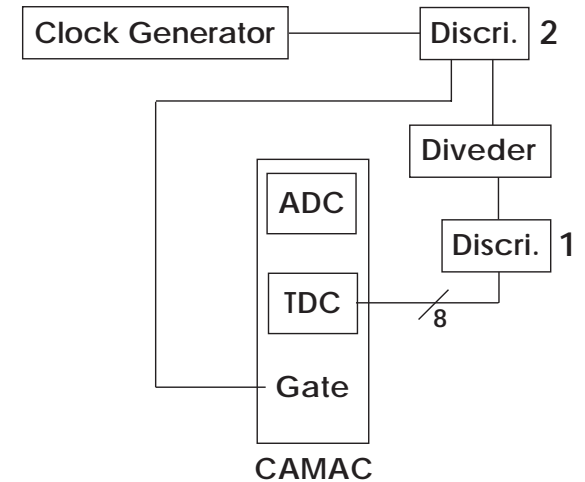 Clock Generator
Discri. 2
Diveder
ADC
Discri. 1
TDC
8
Gate
CAMAC